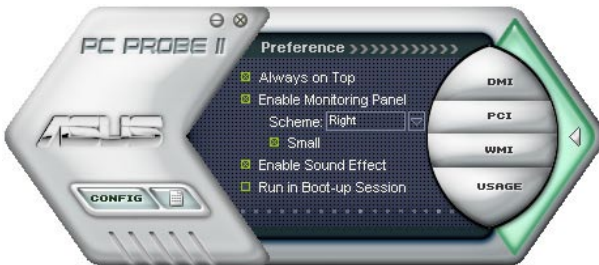 PC PROBE II
Preference >>>>>>>>>>>
Always on Top
Enable Monitoring Panel
Scheme: Right
Small
Enable Sound Effect
Run in Boot-up Session
ASUS
CONFIG
DMI
PCI
WMI
USAGE